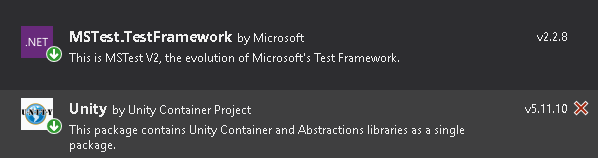 .NET
MSTest.TestFramework by Microsoft v2.2.8
This is MSTest V2, the evolution of Microsoft's Test Framework.
UNITY
Unity by Unity Container Project v5.11.10
This package contains Unity Container and Abstractions libraries as a single
package.